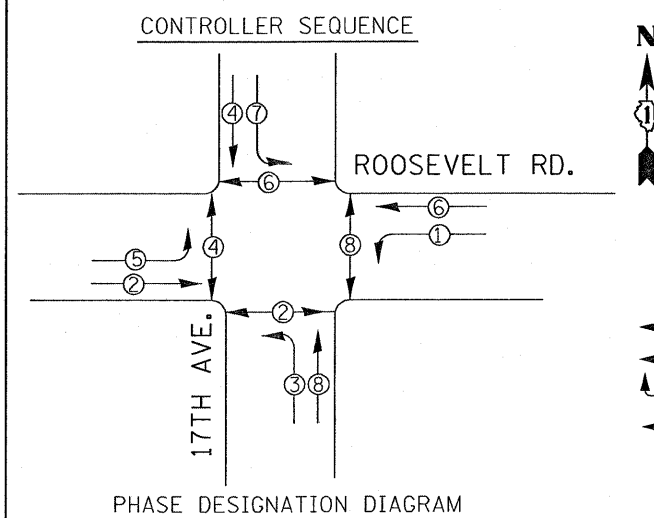 CONTROLLER SEQUENCE
N
4 7
1
6
ROOSEVELT RD.
6
5
4
8
1
2
2
17TH AVE.
3 8
PHASE DESIGNATION DIAGRAM